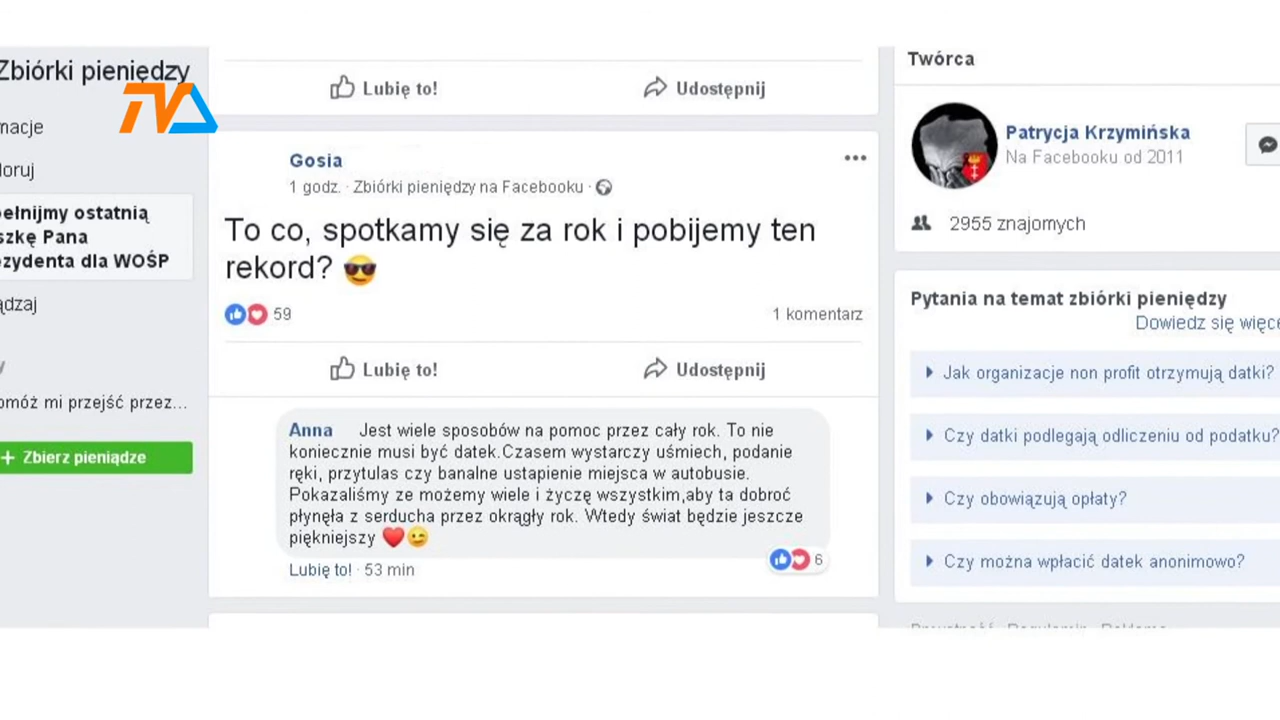 Zbiórki pieniędzy
TVA
macje
loruj
ełnijmy ostatnią
szkę Pana
ezydenta dla WOŚP
ądzaj
y
omóż mi przejść przez...
+ Zbierz pieniądze
Lubię to! Udostępnij
Gosia
1 godz. · Zbiórki pieniędzy na Facebooku ·
To co, spotkamy się za rok i pobijemy ten
rekord? 😎
59 1 komentarz
Lubię to! Udostępnij
Anna Jest wiele sposobów na pomoc przez cały rok. To nie
koniecznie musi być datek.Czasem wystarczy uśmiech, podanie
ręki, przytulas czy banalne ustapienie miejsca w autobusie.
Pokazaliśmy ze możemy wiele i życzę wszystkim,aby ta dobroć
płynęła z serducha przez okrągły rok. Wtedy świat będzie jeszcze
piękniejszy ❤️😉
6
Lubię to! · 53 min
Twórca
Patrycja Krzymińska
Na Facebooku od 2011
2955 znajomych
Pytania na temat zbiórki pieniędzy
Dowiedz się więce
Jak organizacje non profit otrzymują datki?
Czy datki podlegają odliczeniu od podatku?
Czy obowiązują opłaty?
Czy można wpłacić datek anonimowo?